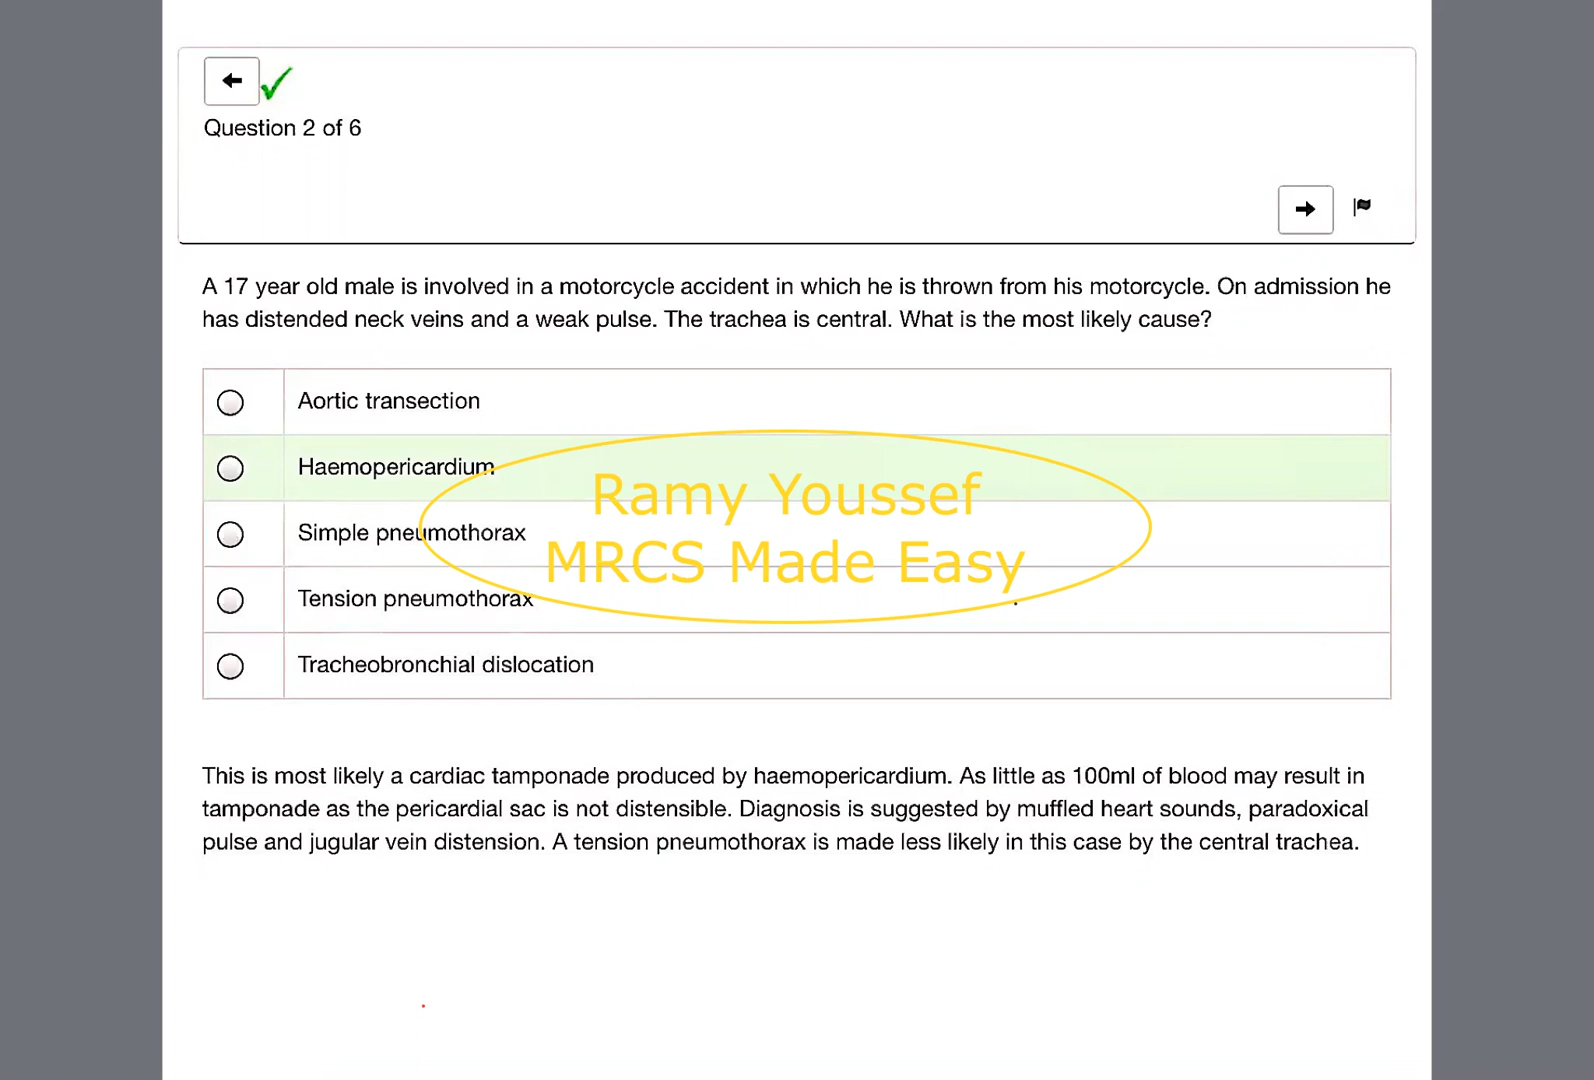 Question 2 of 6
A 17 year old male is involved in a motorcycle accident in which he is thrown from his motorcycle. On admission he
has distended neck veins and a weak pulse. The trachea is central. What is the most likely cause?
Aortic transection
Haemopericardium
Simple pneumothorax
Tension pneumothorax
Tracheobronchial dislocation
Ramy Youssef
MRCS Made Easy
This is most likely a cardiac tamponade produced by haemopericardium. As little as 100ml of blood may result in
tamponade as the pericardial sac is not distensible. Diagnosis is suggested by muffled heart sounds, paradoxical
pulse and jugular vein distension. A tension pneumothorax is made less likely in this case by the central trachea.